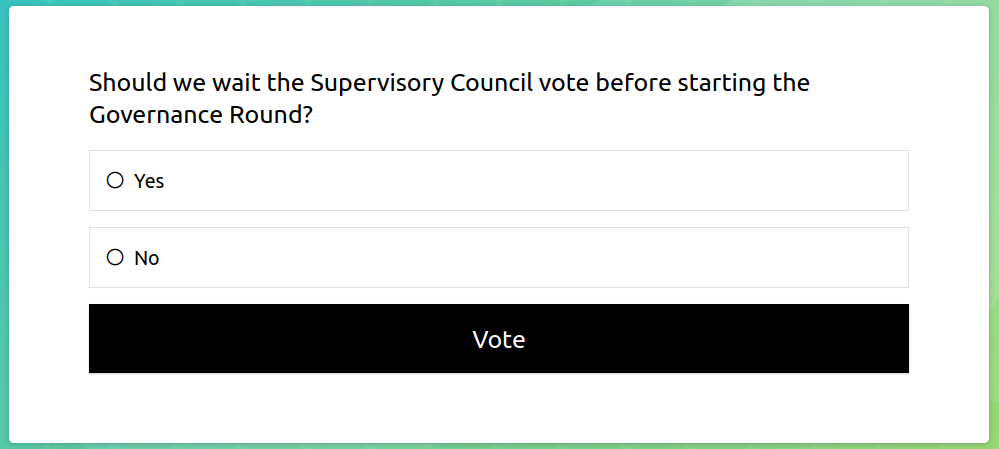 Should we wait the Supervisory Council vote before starting the
Governance Round?
Yes
No
Vote